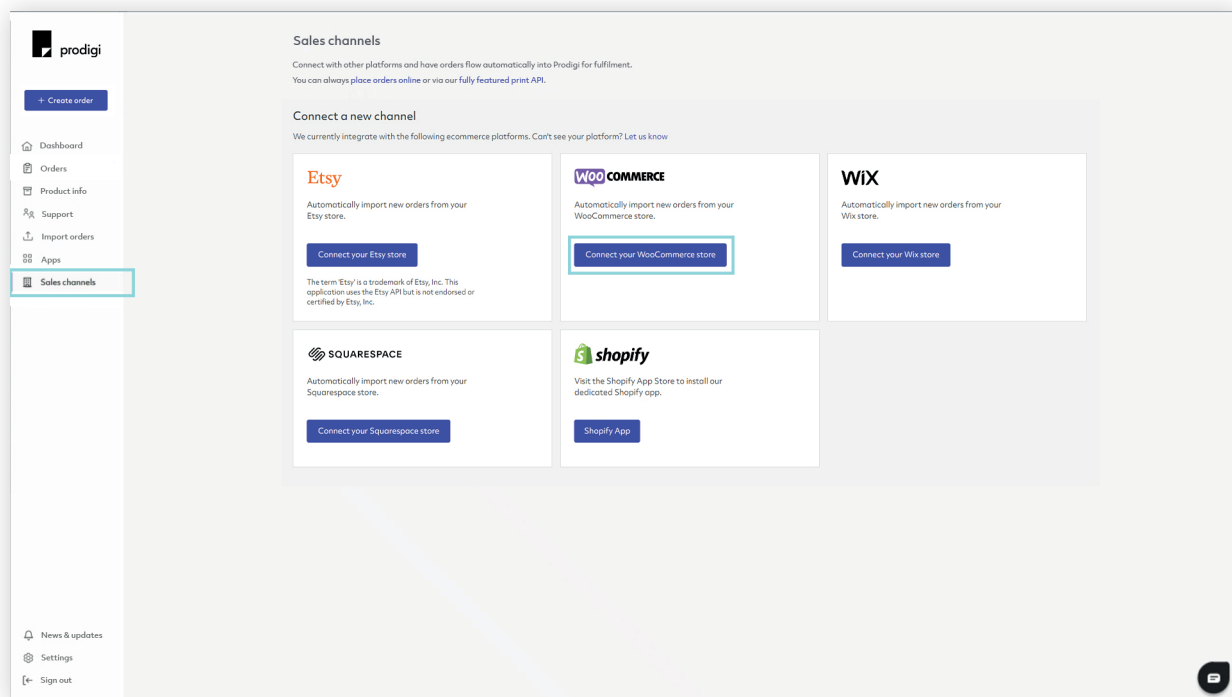 prodigi
+ Create order
Dashboard
Orders
Product info
Support
Import orders
Apps
Sales channels
News & updates
Settings
Sign out
Sales channels
Connect with other platforms and have orders flow automatically into Prodigi for fulfilment.
You can always place orders online or via our fully featured print API.
Connect a new channel
We currently integrate with the following ecommerce platforms. Can't see your platform? Let us know
Etsy
Automatically import new orders from your
Etsy store.
Connect your Etsy store
The term 'Etsy' is a trademark of Etsy, Inc. This
application uses the Etsy API but is not endorsed or
certified by Etsy, Inc.
WOO COMMERCE
Automatically import new orders from your
WooCommerce store.
Connect your WooCommerce store
WiX
Automatically import new orders from your
Wix store.
Connect your Wix store
SQUARESPACE
Automatically import new orders from your
Squarespace store.
Connect your Squarespace store
shopify
Visit the Shopify App Store to install our
dedicated Shopify app.
Shopify App